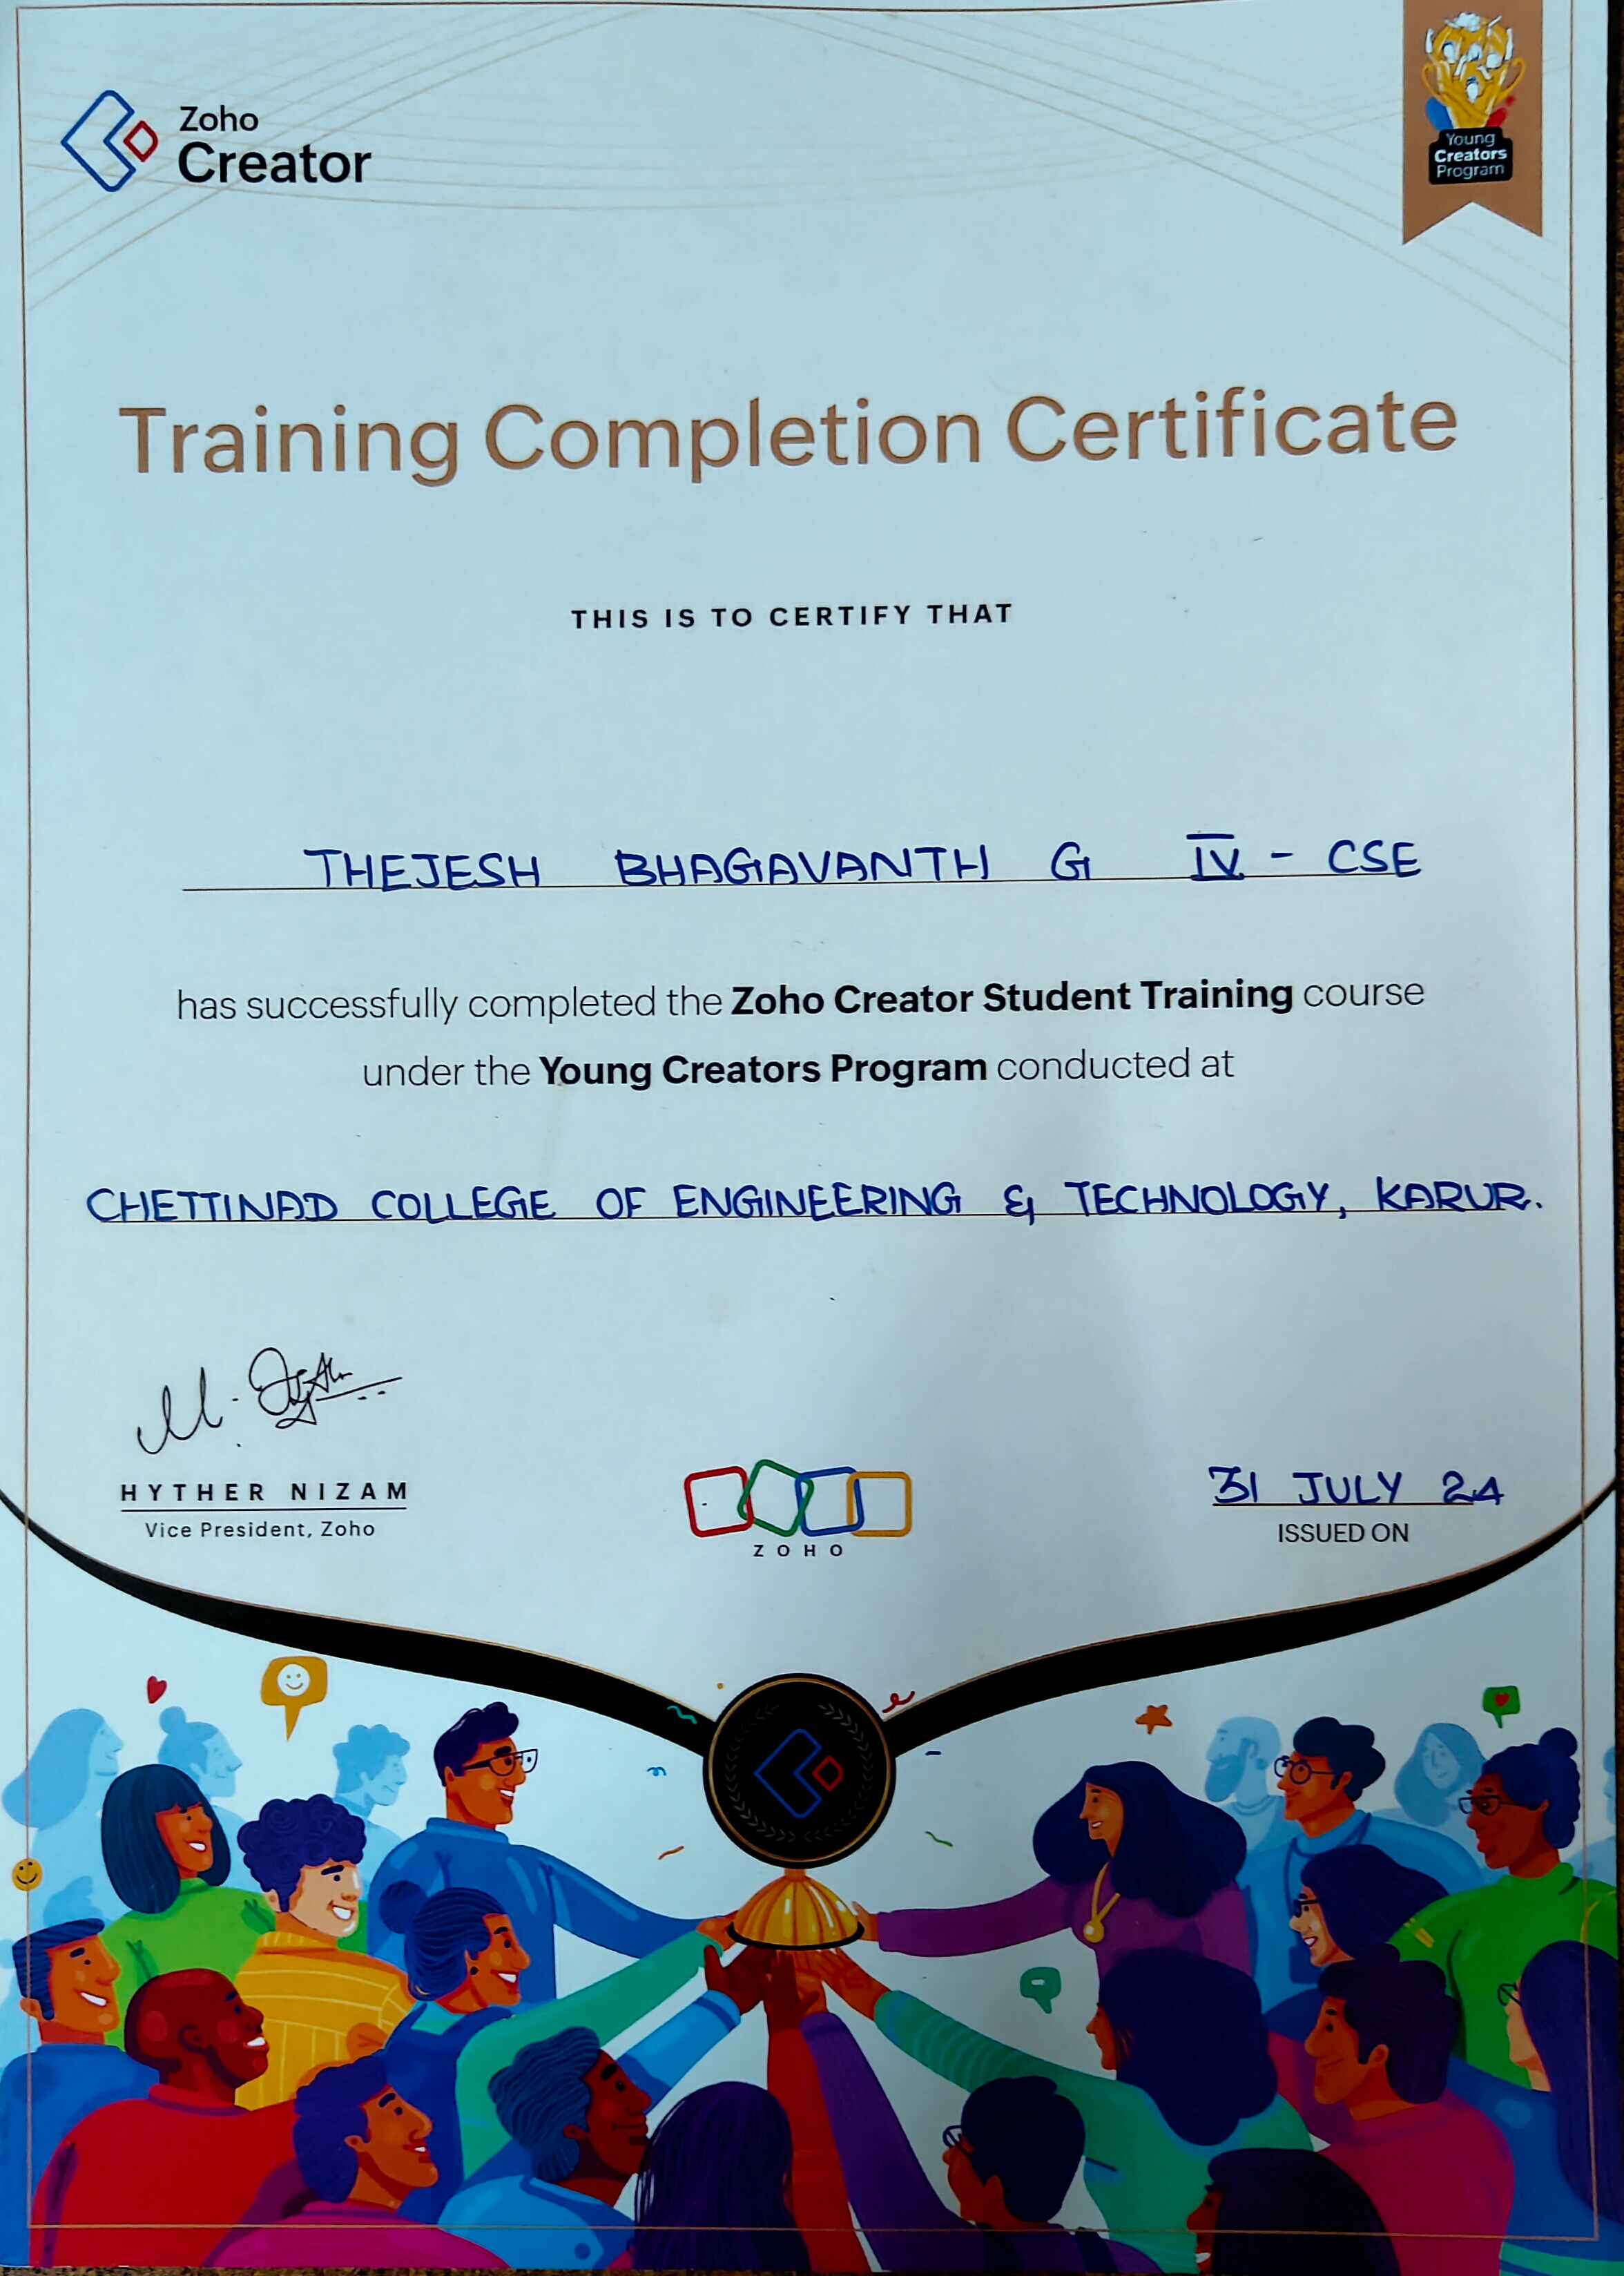 Zoho
Creator
Young
Creators
Program
Training Completion Certificate
THIS IS TO CERTIFY THAT
THEJESH BHAGAVANTH G IV - CSE
has successfully completed the Zoho Creator Student Training course
under the Young Creators Program conducted at
CHETTINAD COLLEGE OF ENGINEERING & TECHNOLOGY, KARUR.
HYTHER NIZAM
Vice President, Zoho
ZOHO
31 JULY 24
ISSUED ON